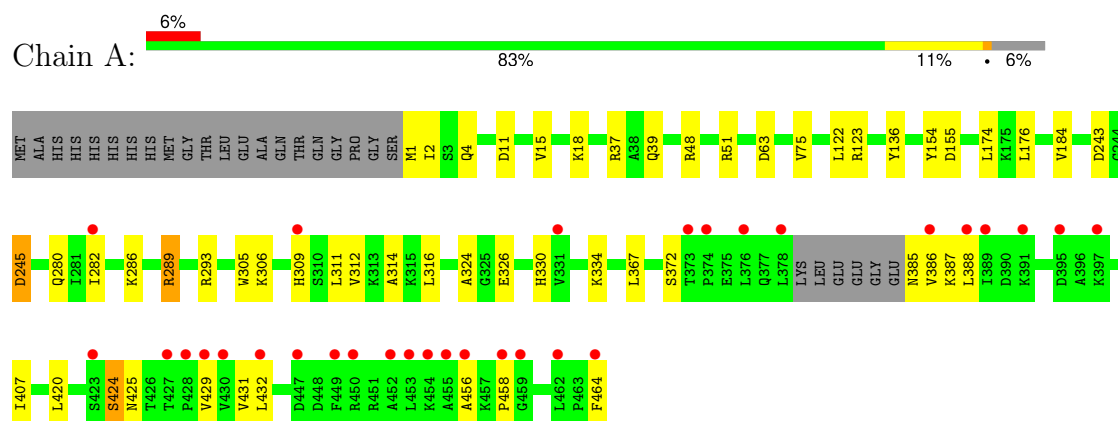 6%
Chain A:
83% 11% • 6%
MET ALA HIS HIS HIS HIS HIS HIS MET GLY THR LEU GLU ALA GLN THR GLN GLY PRO GLY SER M1 I2 S3 Q4 D11 V15 K18 R37 A38 Q39 R48 R51 D63 V75 L122 R123 Y136 Y154 D155 L174 K175 L176 V184 D243 G244
D245 Q280 I281 I282 K286 R289 R293 W305 K306 H309 S310 L311 V312 K313 A314 K315 L316 A324 G325 E326 H330 V331 K334 L367 S372 T373 P374 E375 L376 Q377 L378 LYS LEU GLU GLU GLY GLU N385 V386 K387 L388 I389 D390 K391 D395 A396 K397
I407 L420 S423 S424 N425 T426 T427 P428 V429 V430 V431 L432 D447 D448 F449 R450 R451 A452 L453 K454 A455 A456 K457 P458 G459 L462 P463 F464